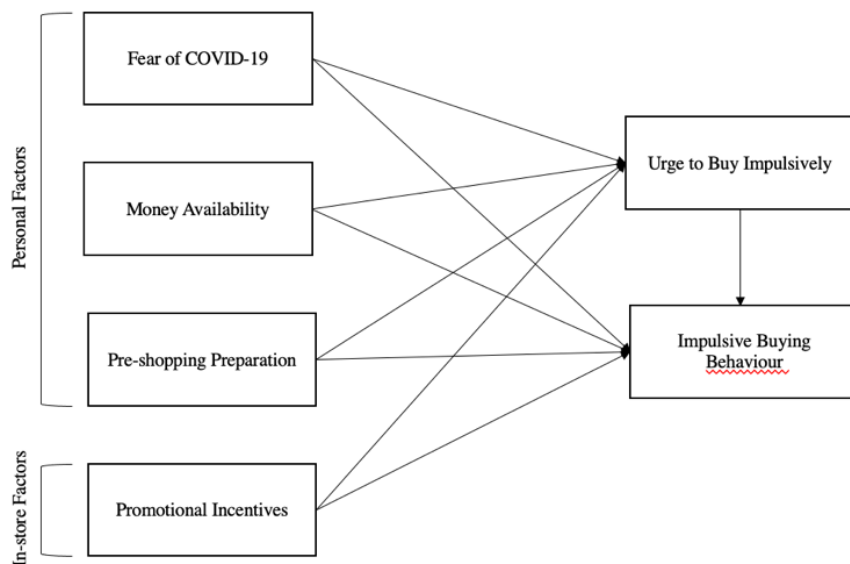 Personal Factors
Fear of COVID-19
Money Availability
Pre-shopping Preparation
In-store Factors
Promotional Incentives
Urge to Buy Impulsively
Impulsive Buying
Behaviour